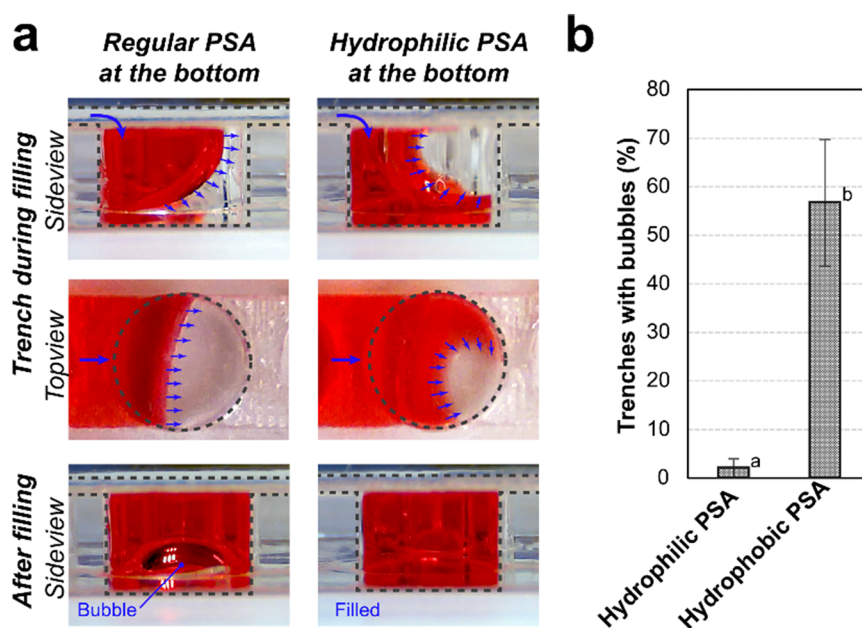 a
Regular PSA
at the bottom
Hydrophilic PSA
at the bottom
Trench during filling
Sideview
Topview
After filling
Sideview
Bubble
Filled
b
Trenches with bubbles (%)
80
70
60
50
40
30
20
10
0
a
b
Hydrophilic PSA
Hydrophobic PSA